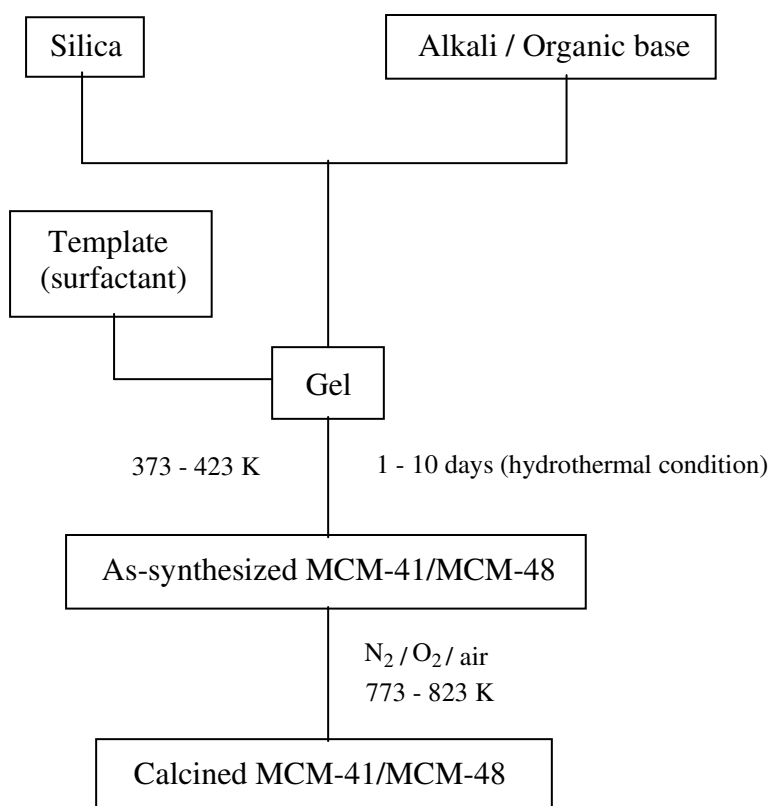 Silica
Alkali / Organic base
Template
(surfactant)
Gel
373 - 423 K
1 - 10 days (hydrothermal condition)
As-synthesized MCM-41/MCM-48
N₂ / O₂ / air
773 - 823 K
Calcined MCM-41/MCM-48